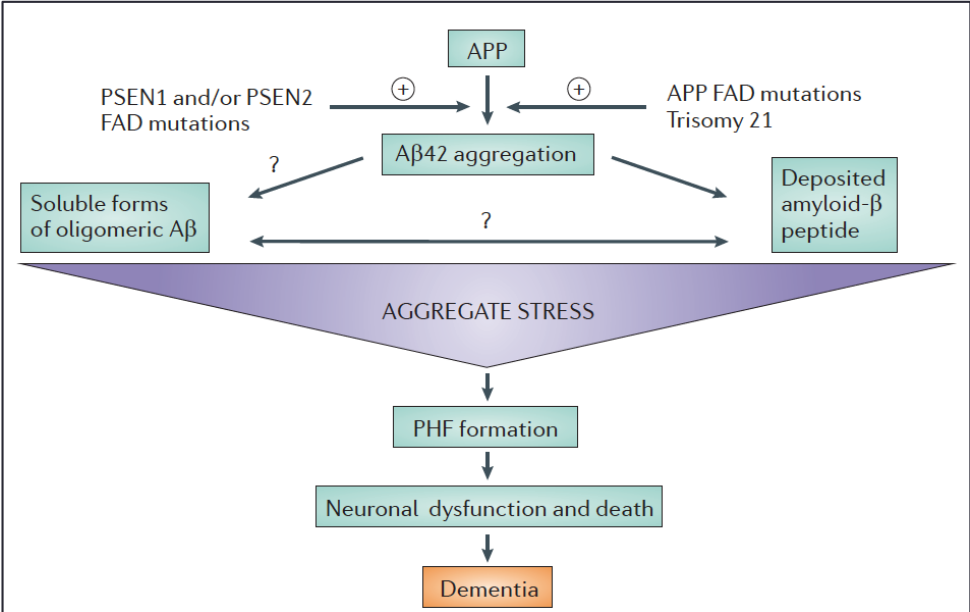 APP
+
+
PSEN1 and/or PSEN2
FAD mutations
APP FAD mutations
Trisomy 21
Aβ42 aggregation
?
Soluble forms
of oligomeric Aβ
?
Deposited
amyloid-β
peptide
AGGREGATE STRESS
PHF formation
Neuronal dysfunction and death
Dementia